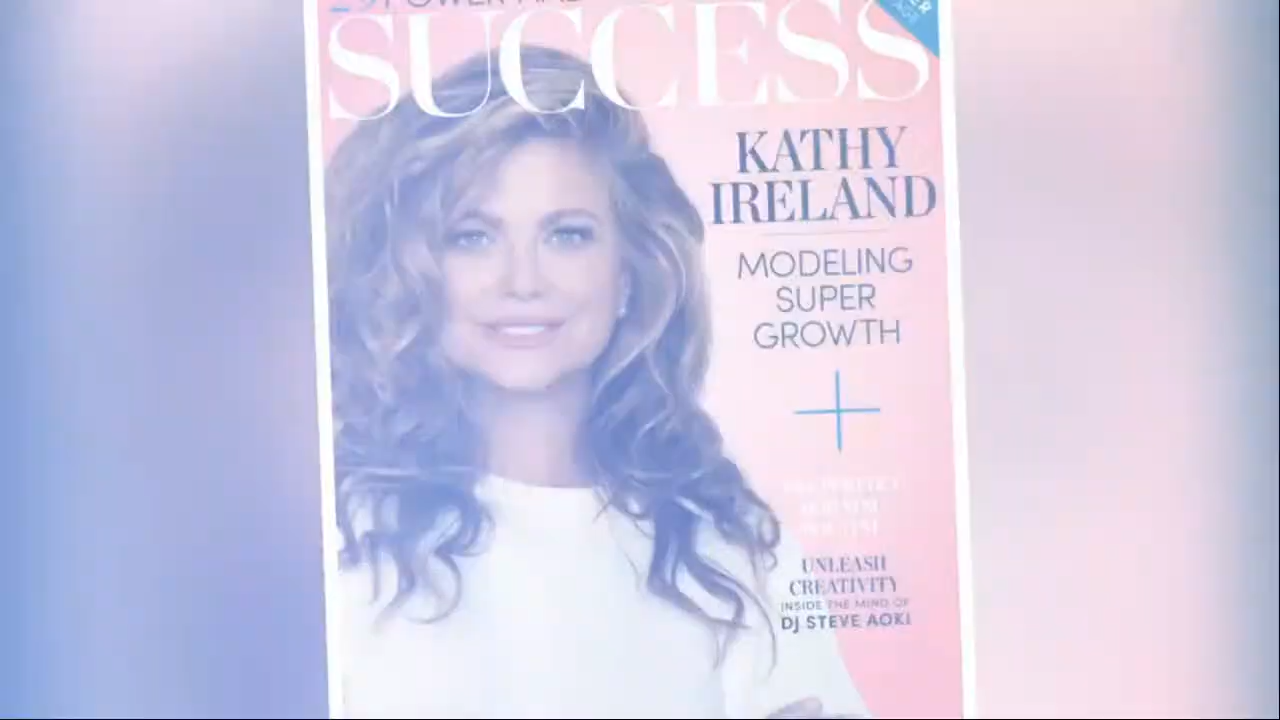 SUCCESS
KATHY
IRELAND
MODELING
SUPER
GROWTH
UNLEASH
CREATIVITY
INSIDE THE MIND OF
DJ STEVE AOKI